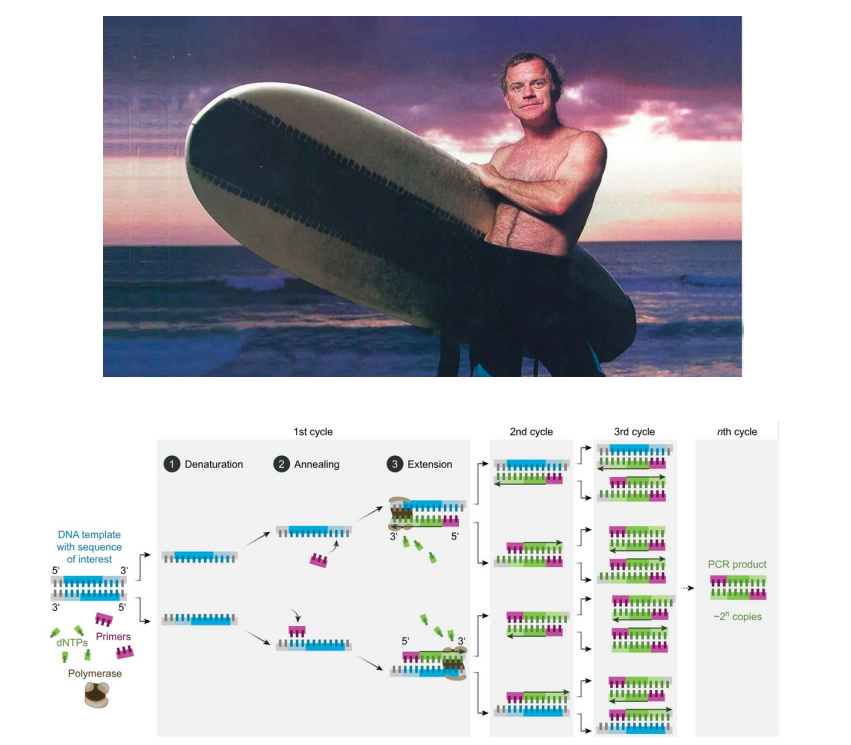 1st cycle
2nd cycle
3rd cycle
nth cycle
1 Denaturation
2 Annealing
3 Extension
DNA template
with sequence
of interest
5' 3'
3' 5'
Primers
dNTPs
Polymerase
3' 5'
5' 3'
PCR product
~2ⁿ copies